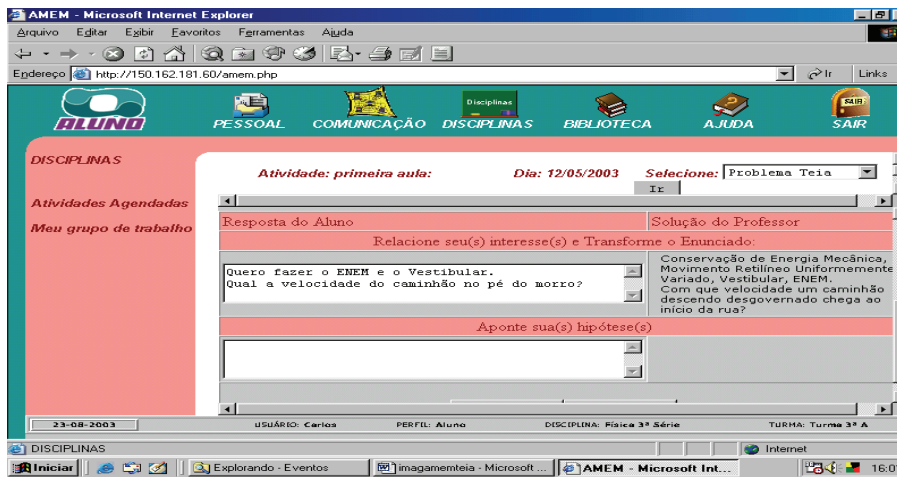 AMEM - Microsoft Internet Explorer
Arquivo Editar Exibir Favoritos Ferramentas Ajuda
Endereço http://150.162.181.60/amem.php Ir Links
Disciplinas SAIR
ALUNO PESSOAL COMUNICAÇÃO DISCIPLINAS BIBLIOTECA AJUDA SAIR
DISCIPLINAS
Atividades Agendadas
Meu grupo de trabalho
Atividade: primeira aula: Dia: 12/05/2003 Selecione: Problema Teia
Ir
Resposta do Aluno Solução do Professor
Relacione seu(s) interesse(s) e Transforme o Enunciado:
Quero fazer o ENEM e o Vestibular.
Qual a velocidade do caminhão no pé do morro?
Conservação de Energia Mecânica,
Movimento Retilíneo Uniformemente
Variado, Vestibular, ENEM.
Com que velocidade um caminhão
descendo desgovernado chega ao
início da rua?
Aponte sua(s) hipótese(s)
23-08-2003 USUÁRIO: Carlos PERFIL: Aluno DISCIPLINA: Física 3ª Série TURMA: Turma 3ª A
DISCIPLINAS Internet
Iniciar Explorando - Eventos imagamemteia - Microsoft ... AMEM - Microsoft Int...